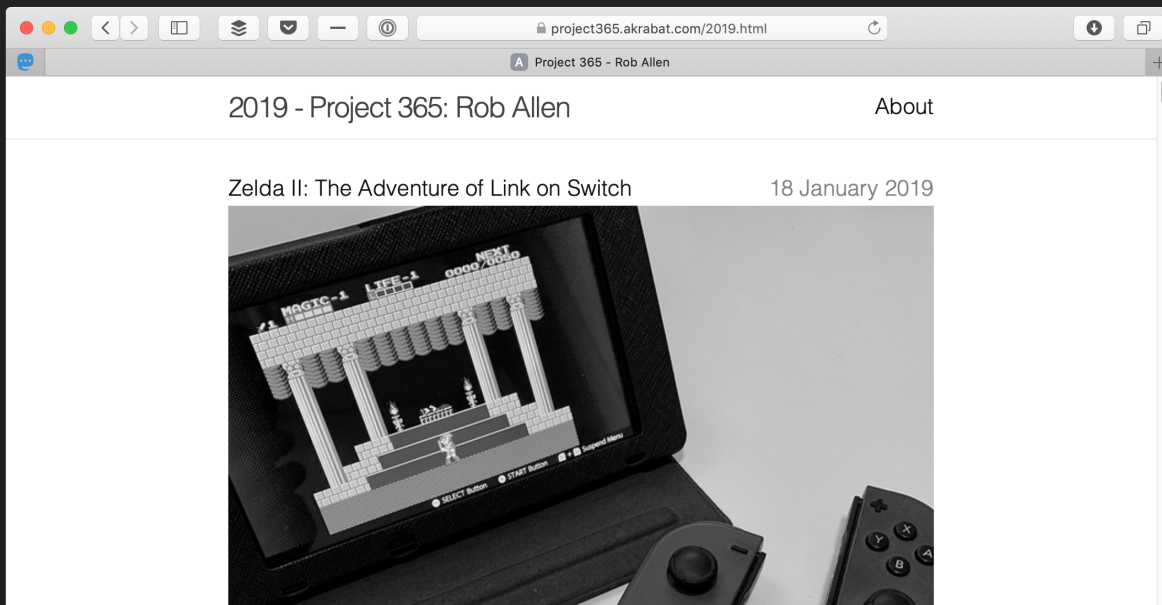 project365.akrabat.com/2019.html
A Project 365 - Rob Allen
2019 - Project 365: Rob Allen
About
Zelda II: The Adventure of Link on Switch
18 January 2019
NEXT
/1 MAGIC-1 LIFE-1 0000/0050
SELECT Button START Button + Suspend Menu
X
Y A
B